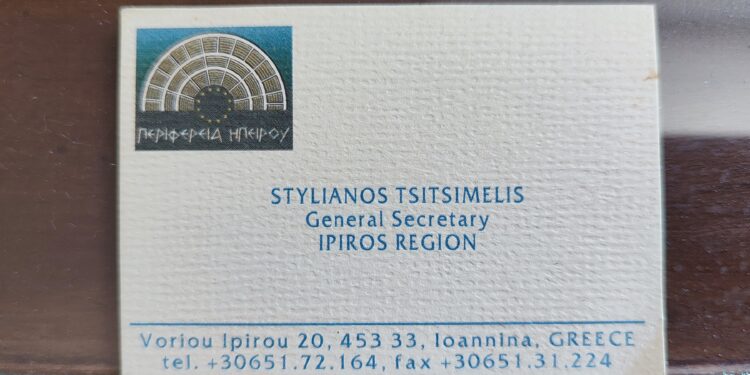 ΠΕΡΙΦΕΡΕΙΑ ΗΠΕΙΡΟΥ
STYLIANOS TSITSIMELIS
General Secretary
IPIROS REGION
Voriou Ipirou 20, 453 33, Ioannina, GREECE
tel. +30651.72.164, fax +30651.31.224